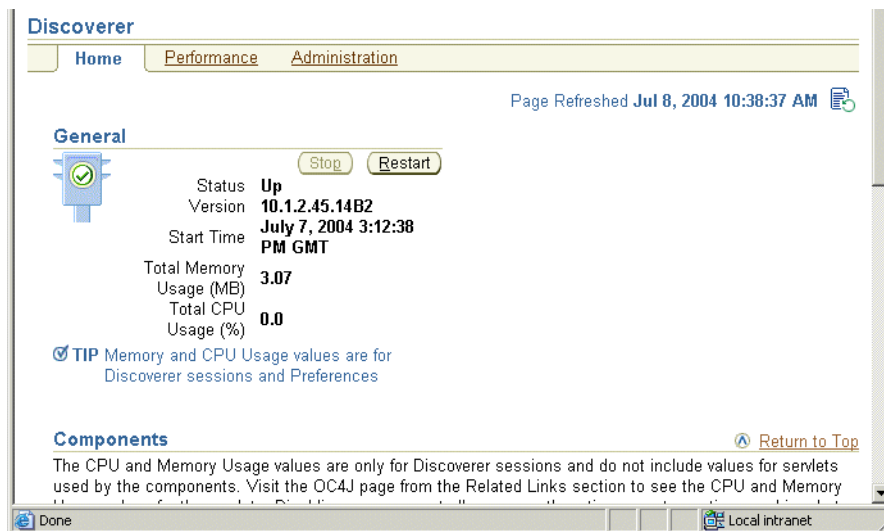 Discoverer
Home Performance Administration
Page Refreshed Jul 8, 2004 10:38:37 AM
General
Stop Restart
Status Up
Version 10.1.2.45.14B2
Start Time July 7, 2004 3:12:38
PM GMT
Total Memory
Usage (MB) 3.07
Total CPU
Usage (%) 0.0
TIP Memory and CPU Usage values are for
Discoverer sessions and Preferences
Components
Return to Top
The CPU and Memory Usage values are only for Discoverer sessions and do not include values for servlets
used by the components. Visit the OC4J page from the Related Links section to see the CPU and Memory
Done
Local intranet